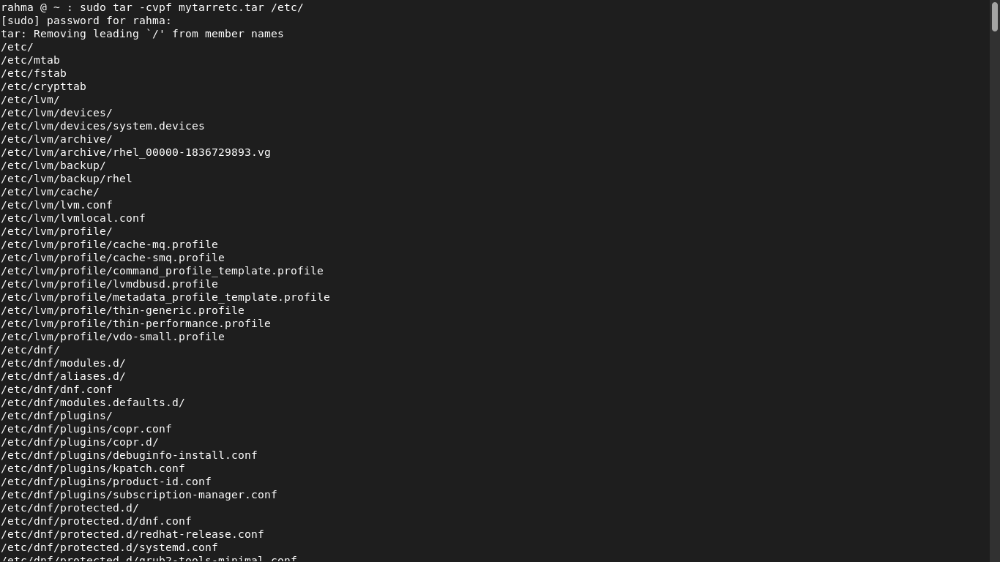 rahma @ ~ : sudo tar -cvpf mytarretc.tar /etc/
[sudo] password for rahma:
tar: Removing leading `/' from member names
/etc/
/etc/mtab
/etc/fstab
/etc/crypttab
/etc/lvm/
/etc/lvm/devices/
/etc/lvm/devices/system.devices
/etc/lvm/archive/
/etc/lvm/archive/rhel_00000-1836729893.vg
/etc/lvm/backup/
/etc/lvm/backup/rhel
/etc/lvm/cache/
/etc/lvm/lvm.conf
/etc/lvm/lvmlocal.conf
/etc/lvm/profile/
/etc/lvm/profile/cache-mq.profile
/etc/lvm/profile/cache-smq.profile
/etc/lvm/profile/command_profile_template.profile
/etc/lvm/profile/lvmdbusd.profile
/etc/lvm/profile/metadata_profile_template.profile
/etc/lvm/profile/thin-generic.profile
/etc/lvm/profile/thin-performance.profile
/etc/lvm/profile/vdo-small.profile
/etc/dnf/
/etc/dnf/modules.d/
/etc/dnf/aliases.d/
/etc/dnf/dnf.conf
/etc/dnf/modules.defaults.d/
/etc/dnf/plugins/
/etc/dnf/plugins/copr.conf
/etc/dnf/plugins/copr.d/
/etc/dnf/plugins/debuginfo-install.conf
/etc/dnf/plugins/kpatch.conf
/etc/dnf/plugins/product-id.conf
/etc/dnf/plugins/subscription-manager.conf
/etc/dnf/protected.d/
/etc/dnf/protected.d/dnf.conf
/etc/dnf/protected.d/redhat-release.conf
/etc/dnf/protected.d/systemd.conf
/etc/dnf/protected.d/grub2-tools-minimal.conf